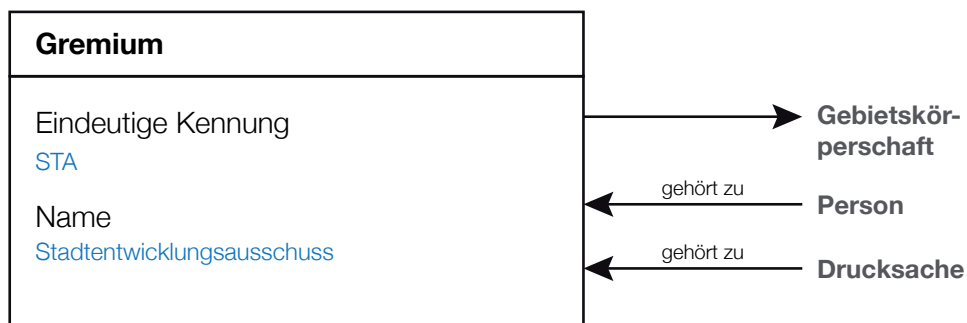 Gremium
Eindeutige Kennung
STA
Name
Stadtentwicklungsausschuss
Gebietskör-
perschaft
gehört zu
Person
gehört zu
Drucksache